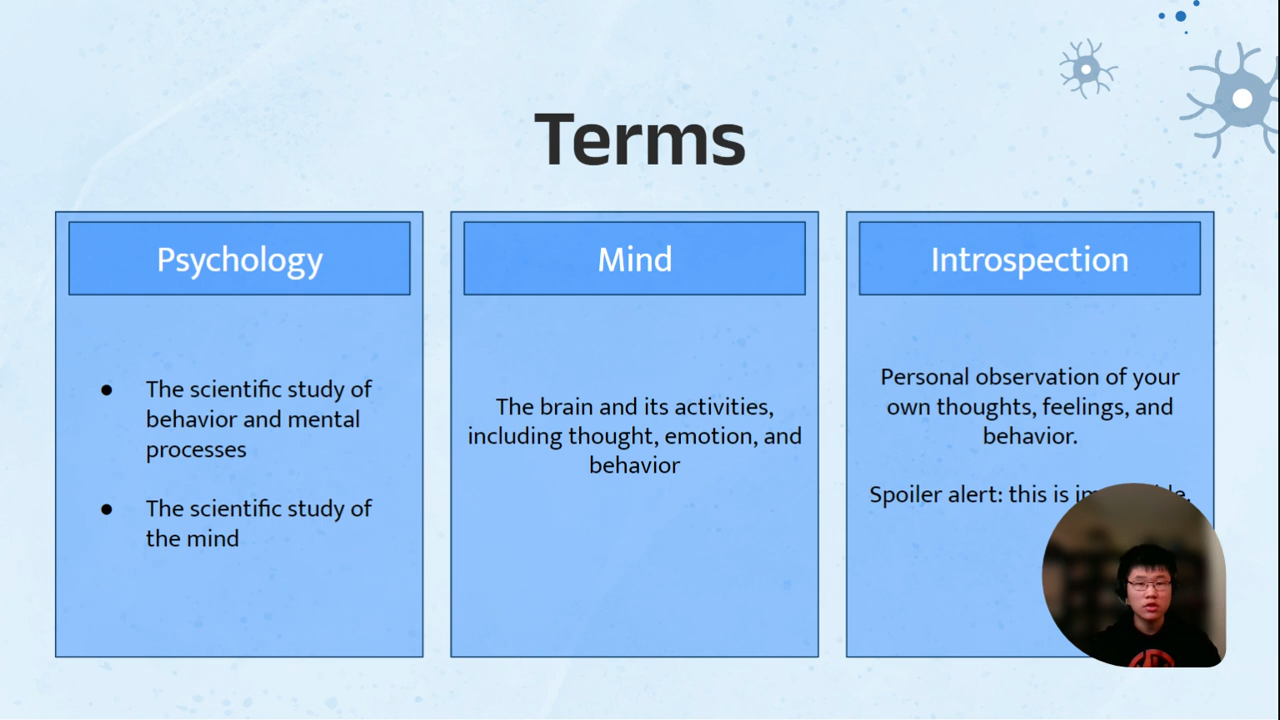 Terms
Psychology
● The scientific study of
behavior and mental
processes
● The scientific study of
the mind
Mind
The brain and its activities,
including thought, emotion, and
behavior
Introspection
Personal observation of your
own thoughts, feelings, and
behavior.
Spoiler alert: this is